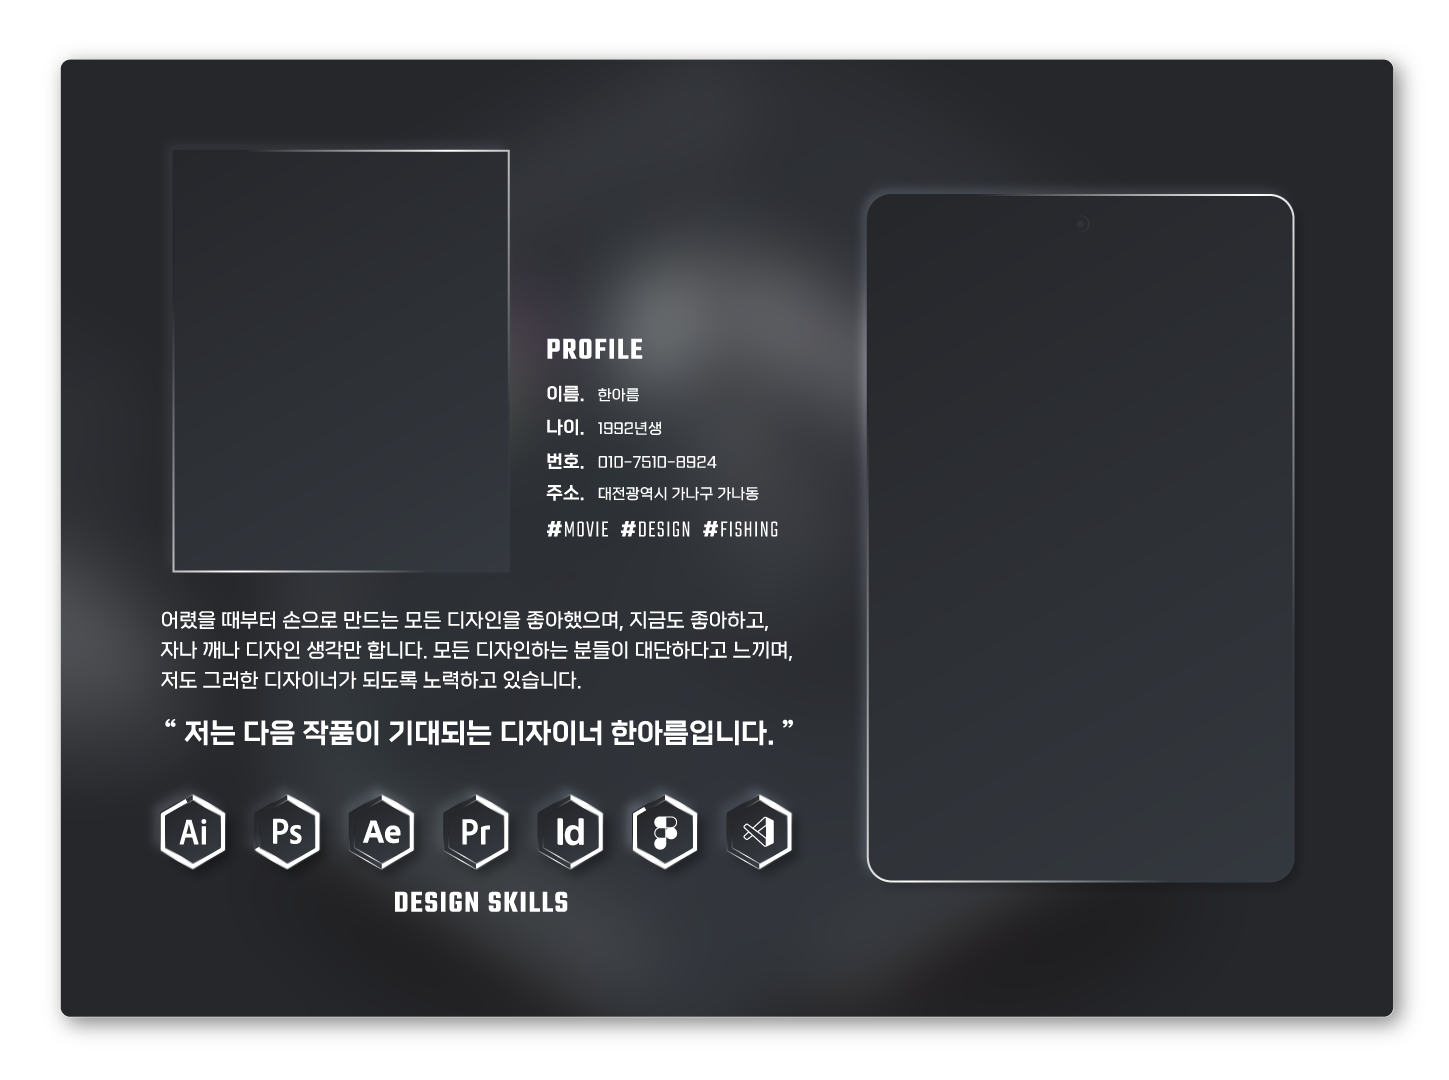 PROFILE
이름. 한아름
나이. 1992년생
번호. 010-7510-8924
주소. 대전광역시 가나구 가나동
#MOVIE #DESIGN #FISHING
어렸을 때부터 손으로 만드는 모든 디자인을 좋아했으며, 지금도 좋아하고,
자나 깨나 디자인 생각만 합니다. 모든 디자인하는 분들이 대단하다고 느끼며,
저도 그러한 디자이너가 되도록 노력하고 있습니다.
“ 저는 다음 작품이 기대되는 디자이너 한아름입니다. ”
Ai Ps Ae Pr Id
DESIGN SKILLS